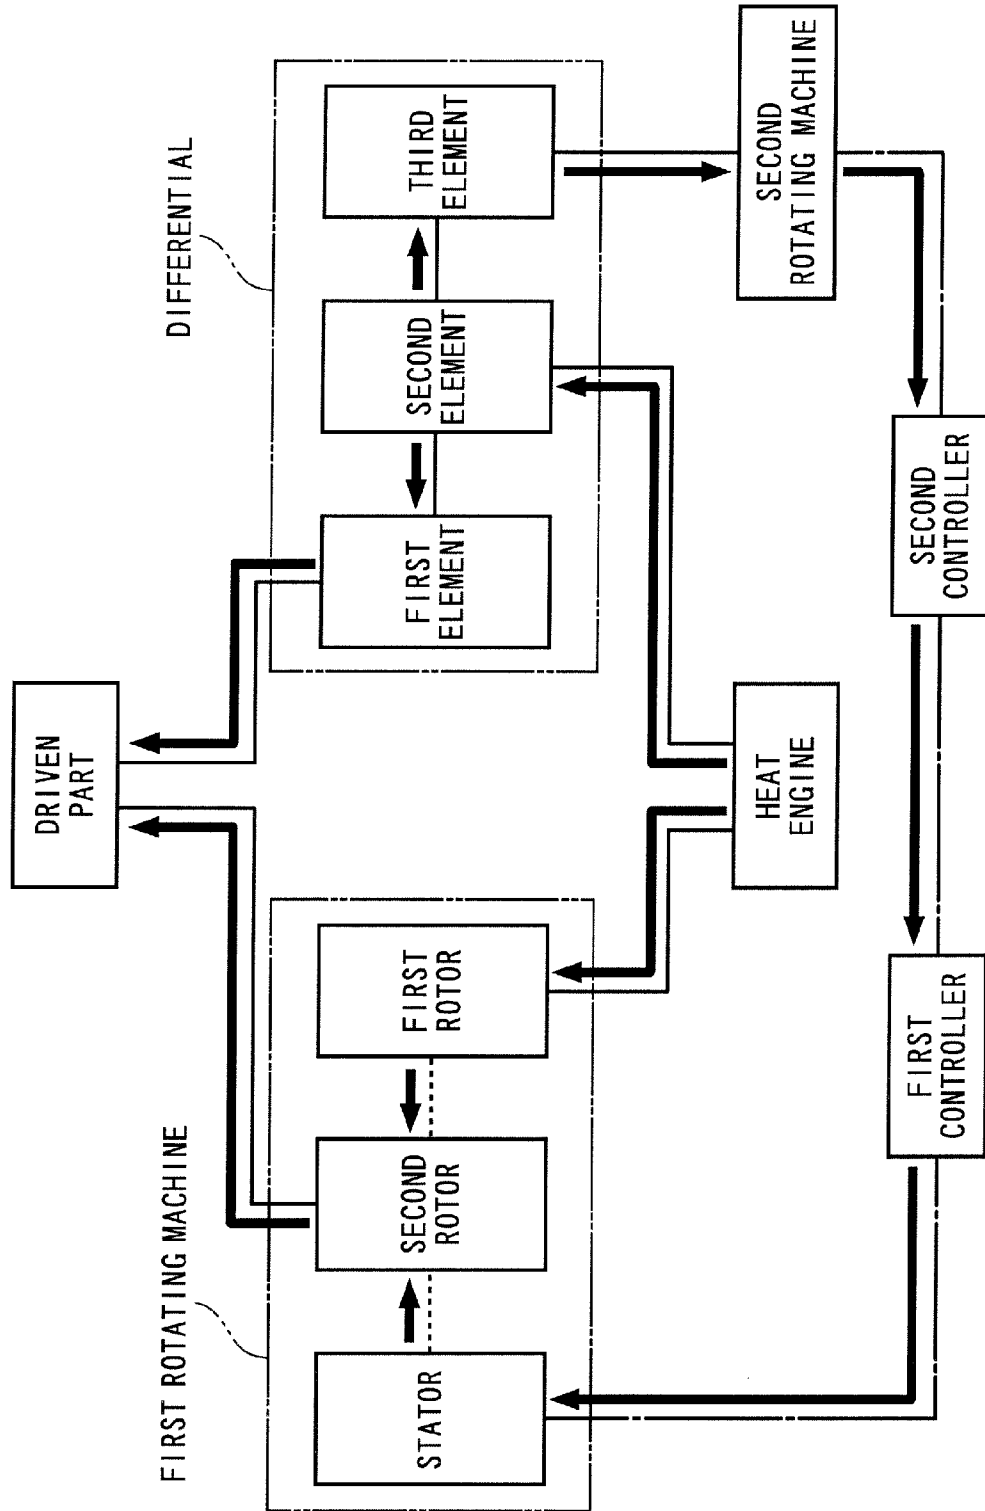 DRIVEN
PART
FIRST ROTATING MACHINE
DIFFERENTIAL
STATOR
SECOND
ROTOR
FIRST
ROTOR
FIRST
ELEMENT
SECOND
ELEMENT
THIRD
ELEMENT
HEAT
ENGINE
SECOND
ROTATING MACHINE
FIRST
CONTROLLER
SECOND
CONTROLLER